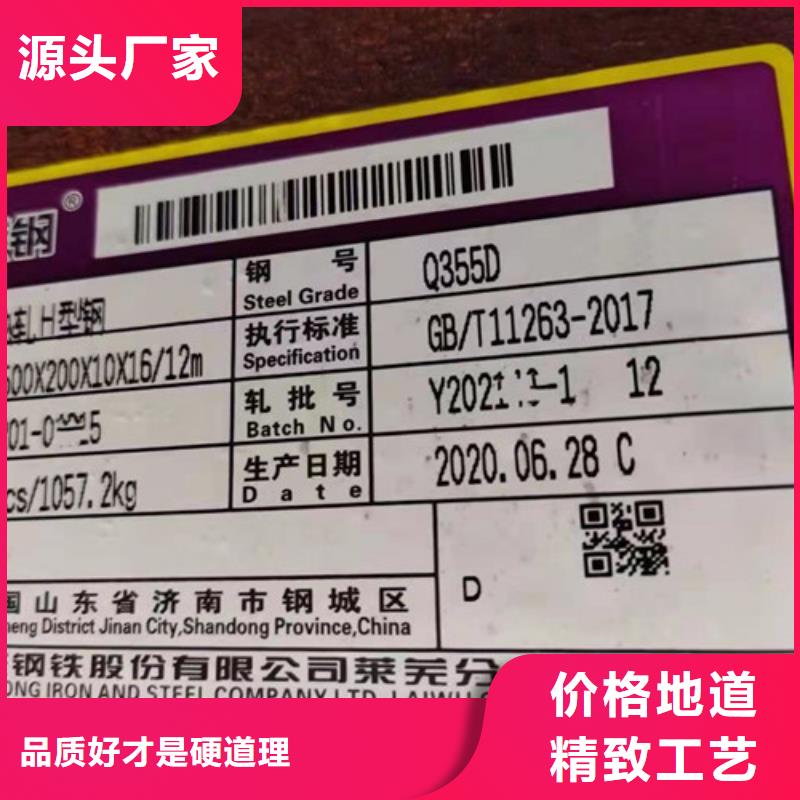 源头厂家
钢®
轧H型钢
钢 号
Steel Grade
Q355D
500X200X10X16/12m
执行标准
Specification
GB/T11263-2017
轧批号
Batch No.
12
cs/1057.2kg
生产日期
Date
2020.06.28 C
D
国山东省济南市钢城区
heng District Jinan City,Shandong Province,China
钢铁股份有限公司莱芜分
ONG IRON AND STEEL COMPANY LTD. LAIWU
品质好才是硬道理
价格地道
精致工艺